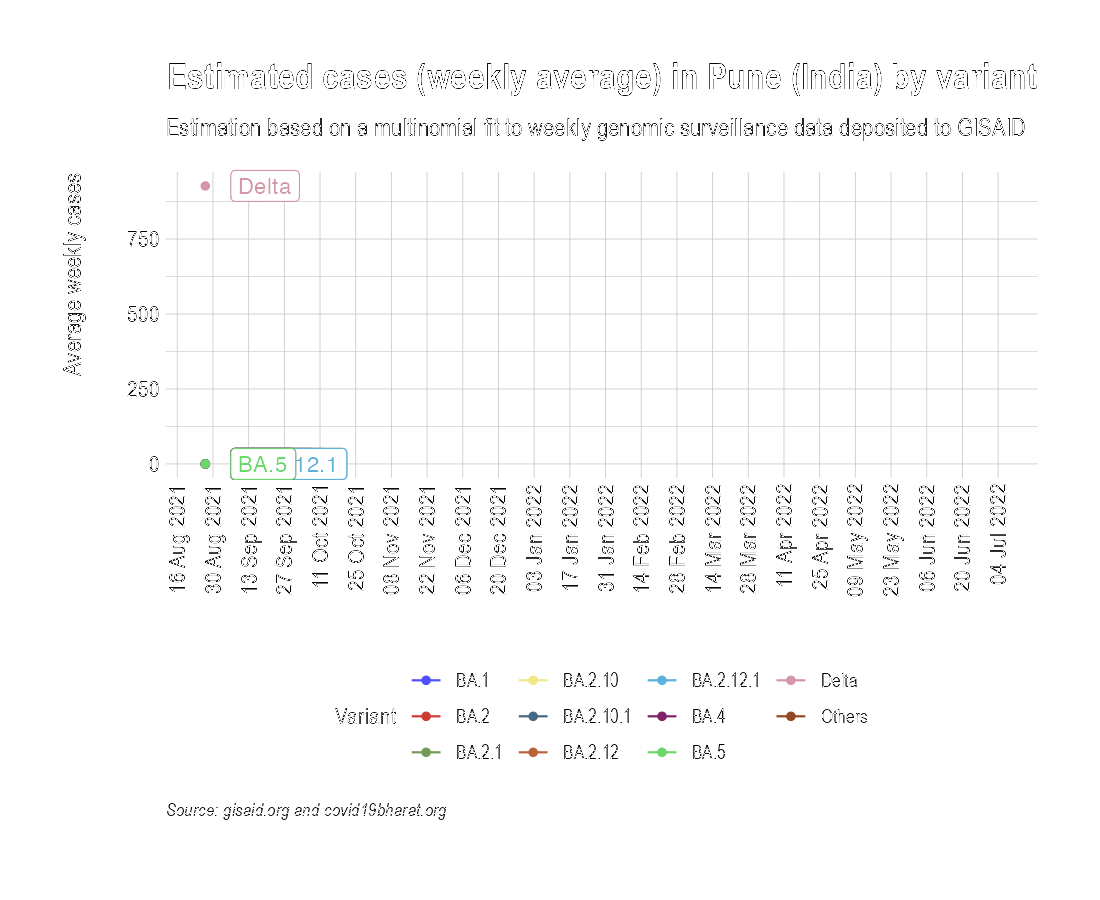 Estimated cases (weekly average) in Pune (India) by variant
Estimation based on a multinomial fit to weekly genomic surveillance data deposited to GISAID
Average weekly cases
750
500
250
0
Delta
BA.5
12.1
16 Aug 2021
30 Aug 2021
13 Sep 2021
27 Sep 2021
11 Oct 2021
25 Oct 2021
08 Nov 2021
22 Nov 2021
06 Dec 2021
20 Dec 2021
03 Jan 2022
17 Jan 2022
31 Jan 2022
14 Feb 2022
28 Feb 2022
14 Mar 2022
28 Mar 2022
11 Apr 2022
25 Apr 2022
09 May 2022
23 May 2022
06 Jun 2022
20 Jun 2022
04 Jul 2022
Variant
BA.1
BA.2
BA.2.1
BA.2.10
BA.2.10.1
BA.2.12
BA.2.12.1
BA.4
BA.5
Delta
Others
Source: gisaid.org and covid19bharat.org